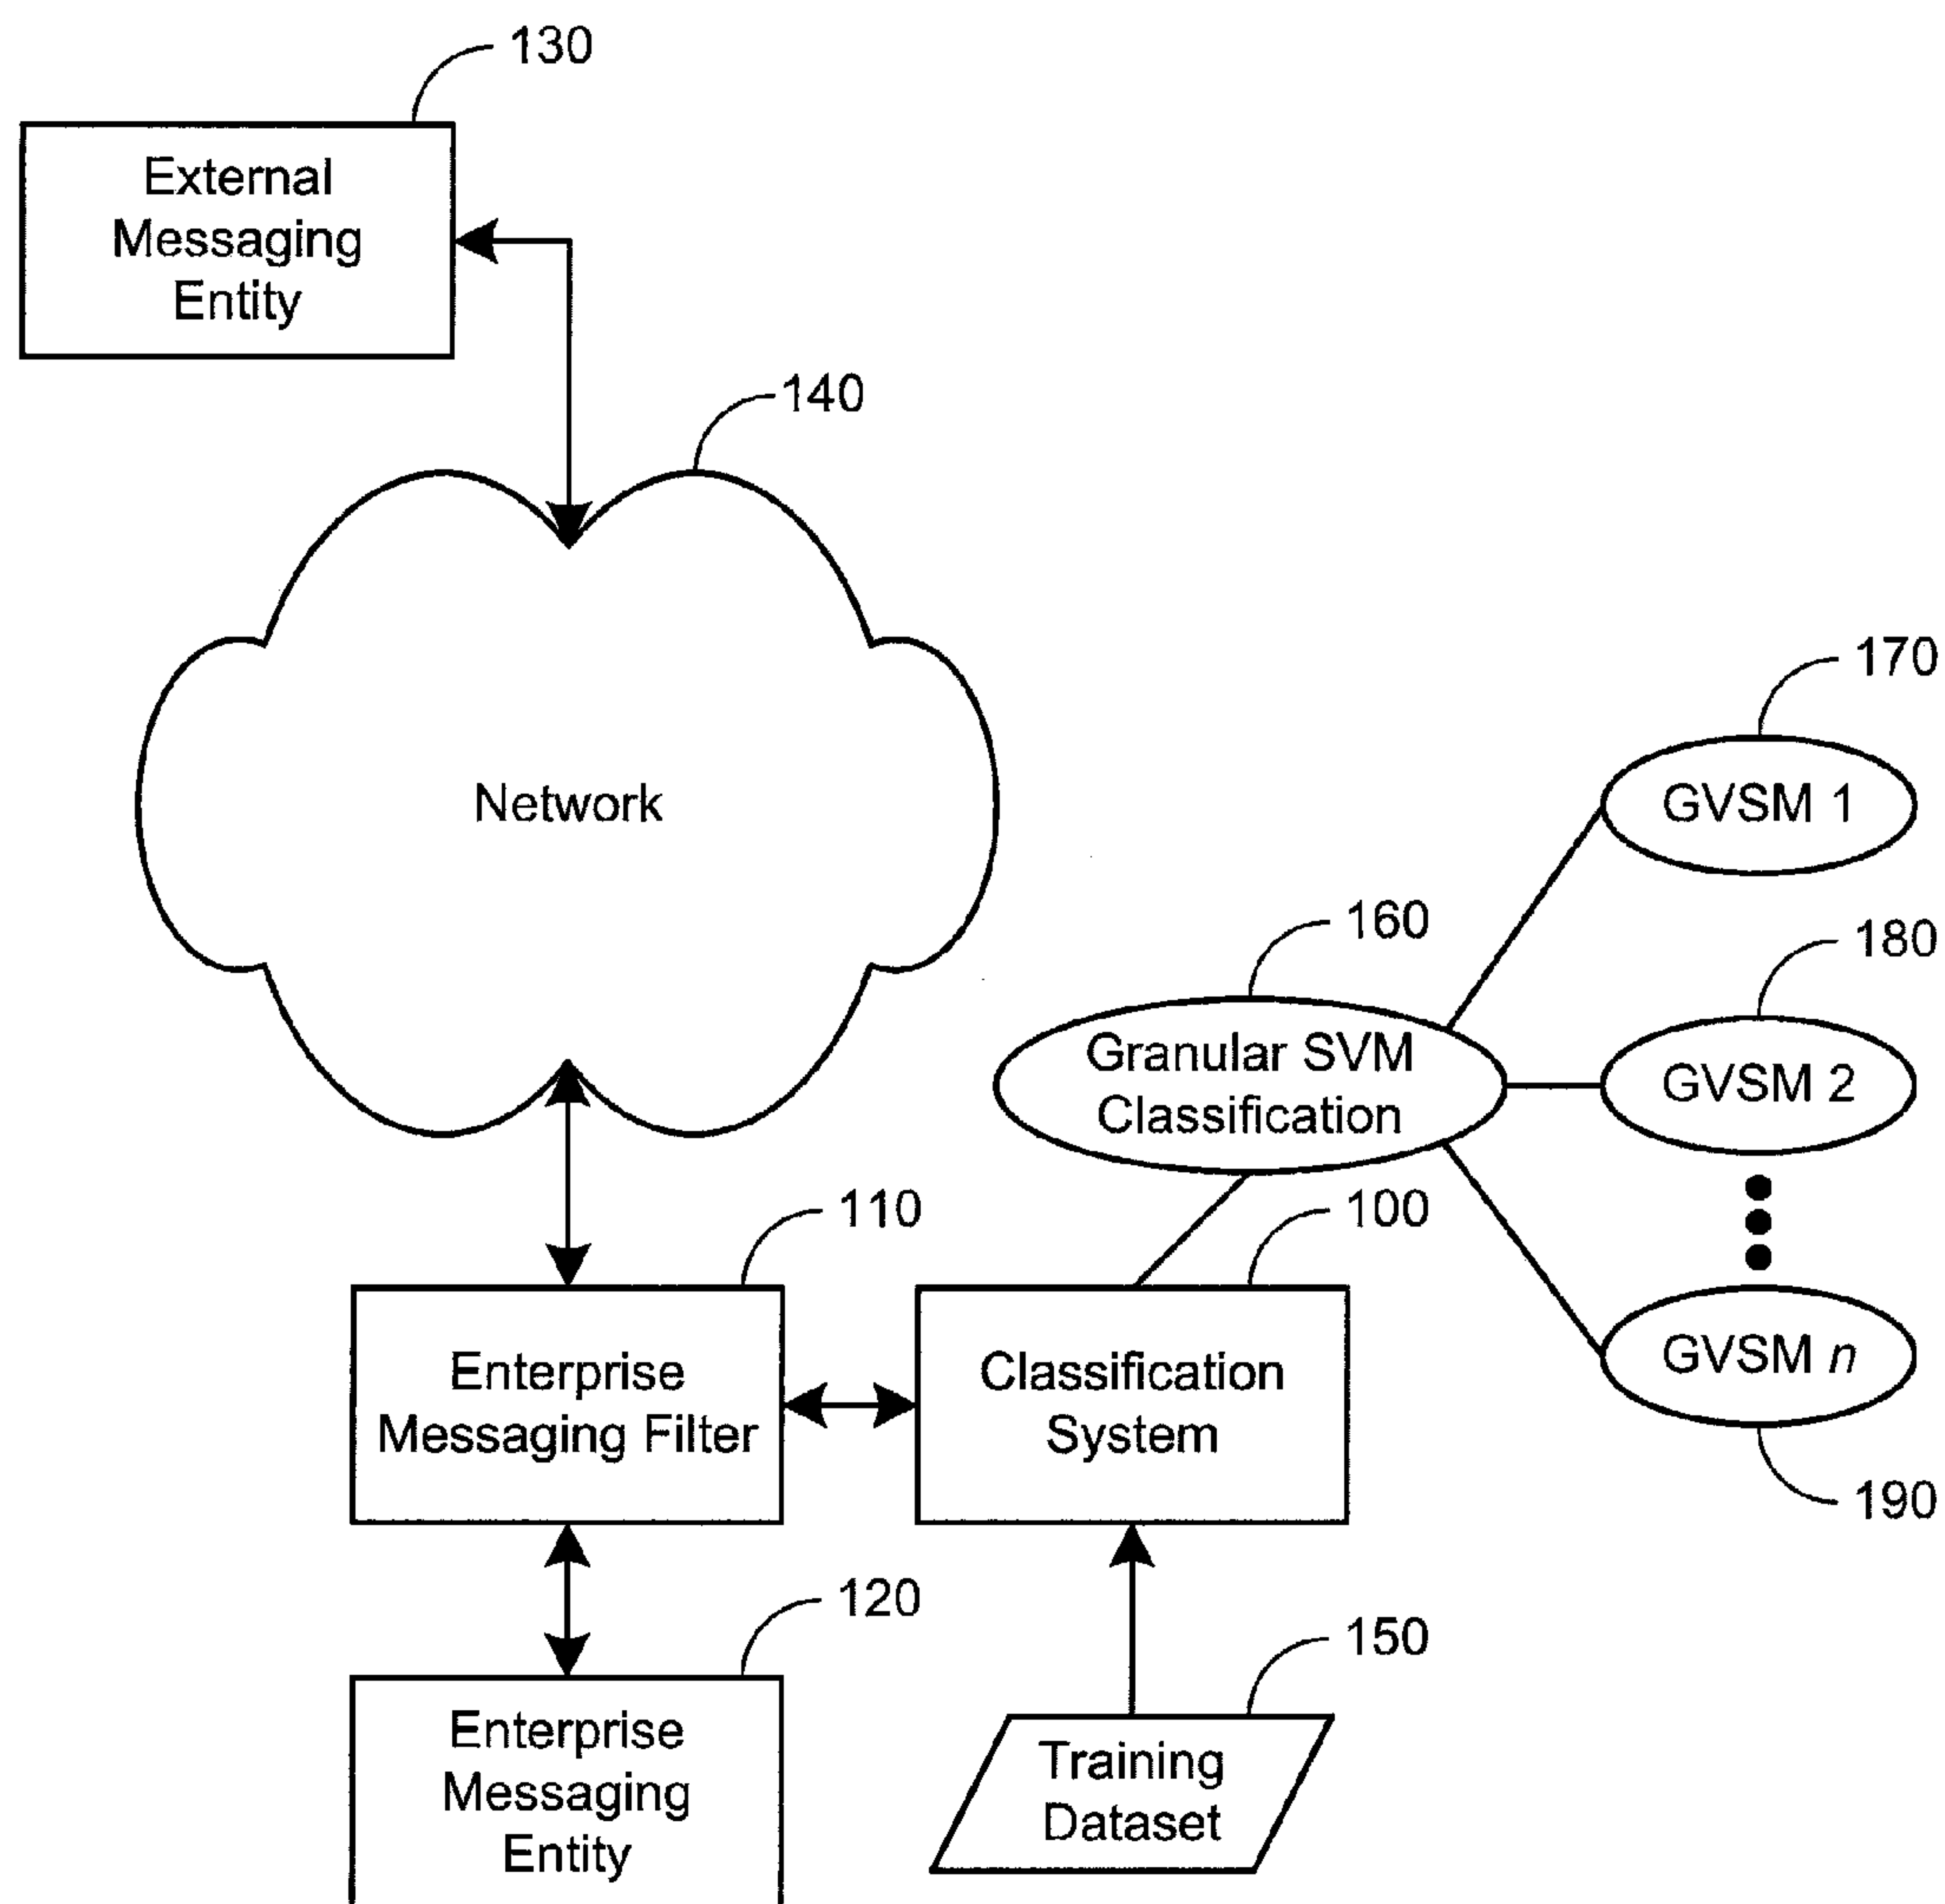 130
External
Messaging
Entity
140
Network
170
GVSM 1
160
180
Granular SVM
Classification
GVSM 2
110
100
Enterprise
Messaging Filter
Classification
System
GVSM n
190
120
150
Enterprise
Messaging
Entity
Training
Dataset